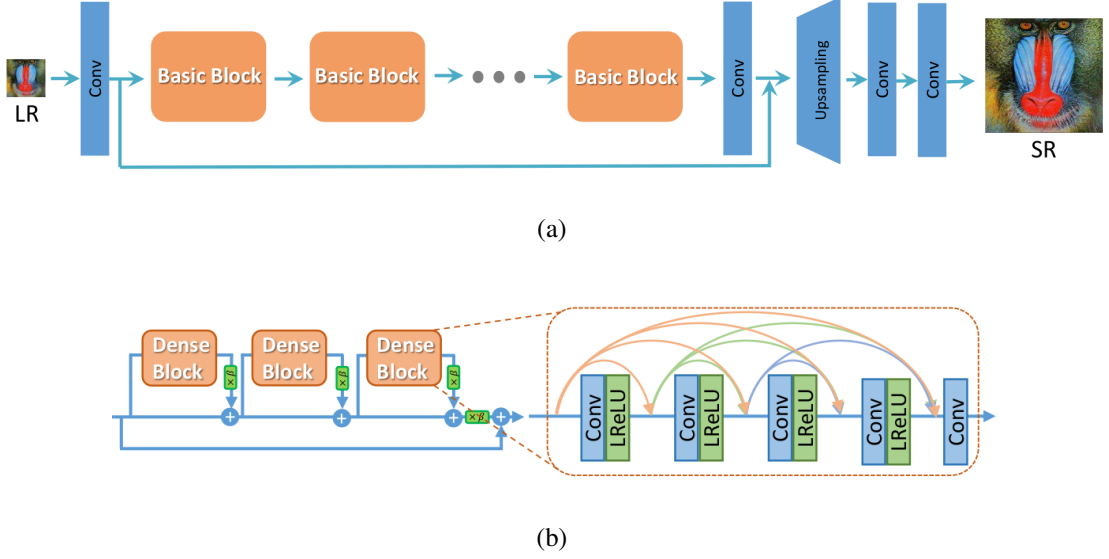 LR
Conv
Basic Block
Basic Block
Basic Block
Conv
Upsampling
Conv
Conv
SR
(a)
Dense
Block
×β
Dense
Block
×β
Dense
Block
×β
×β
Conv
LReLU
Conv
LReLU
Conv
LReLU
Conv
LReLU
Conv
(b)